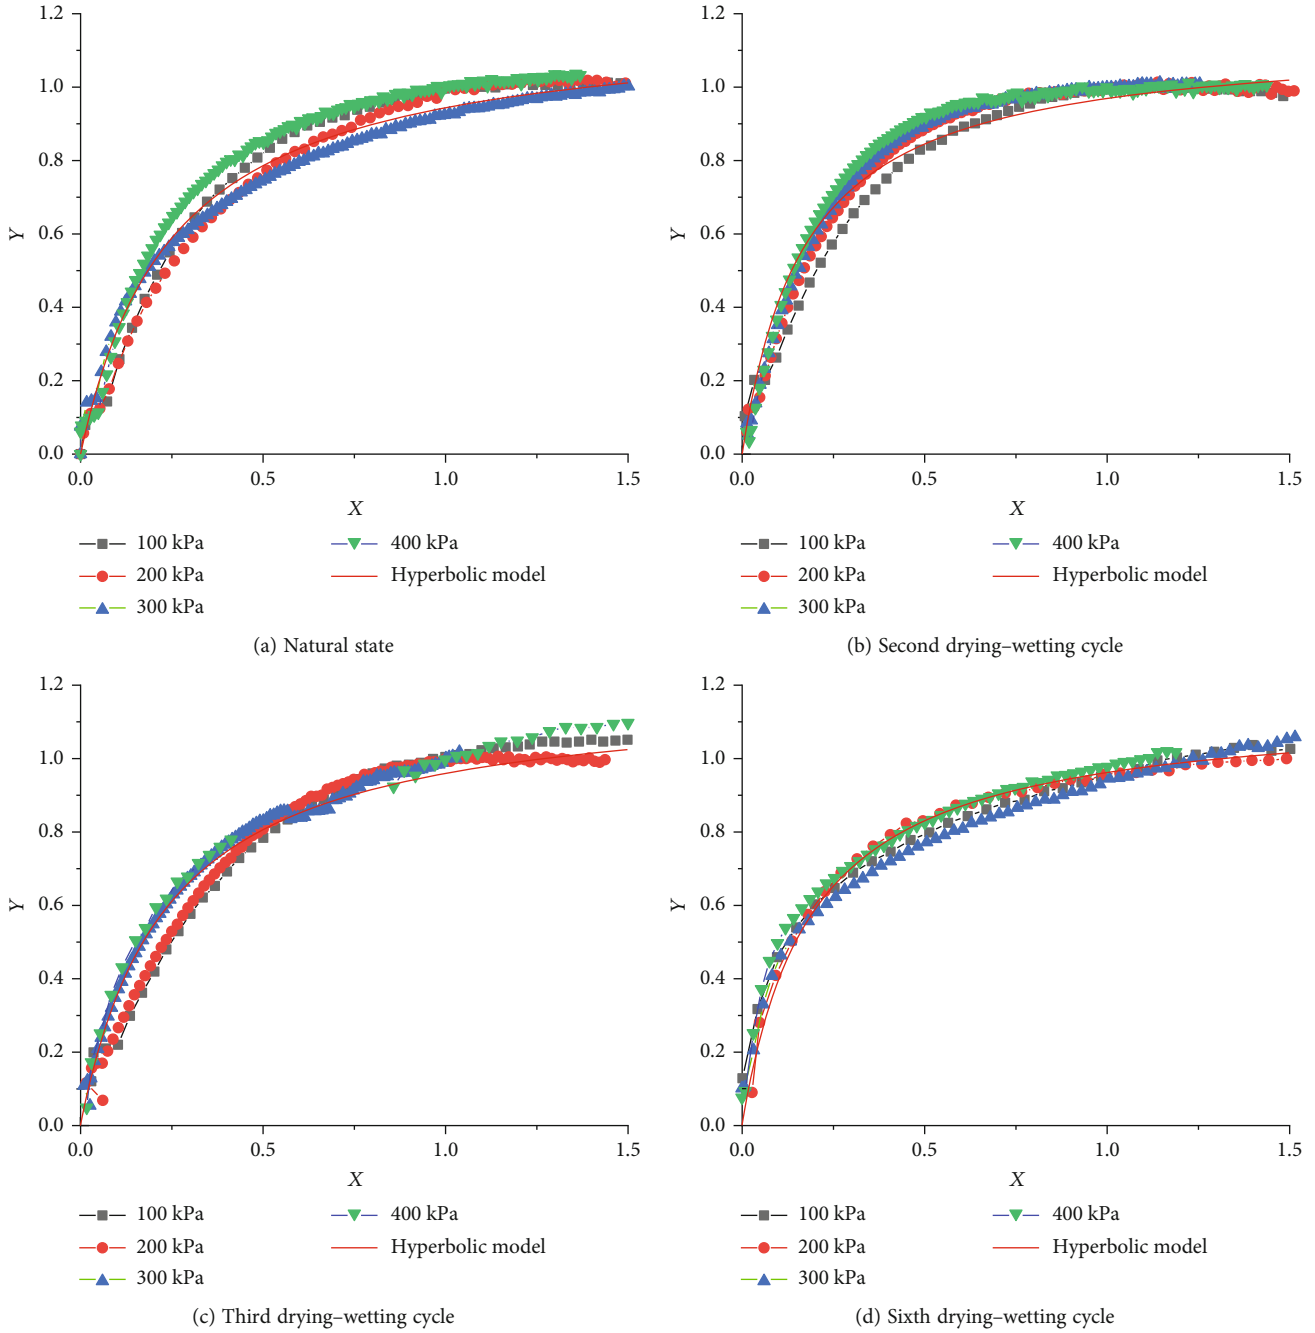 1.2
1.0
0.8
0.6
0.4
0.2
0.0
Y
0.0 0.5 1.0 1.5
X
100 kPa
200 kPa
300 kPa
400 kPa
Hyperbolic model
(a) Natural state
1.2
1.0
0.8
0.6
0.4
0.2
0.0
Y
0.0 0.5 1.0 1.5
X
100 kPa
200 kPa
300 kPa
400 kPa
Hyperbolic model
(b) Second drying–wetting cycle
1.2
1.0
0.8
0.6
0.4
0.2
0.0
Y
0.0 0.5 1.0 1.5
X
100 kPa
200 kPa
300 kPa
400 kPa
Hyperbolic model
(c) Third drying–wetting cycle
1.2
1.0
0.8
0.6
0.4
0.2
0.0
Y
0.0 0.5 1.0 1.5
X
100 kPa
200 kPa
300 kPa
400 kPa
Hyperbolic model
(d) Sixth drying–wetting cycle